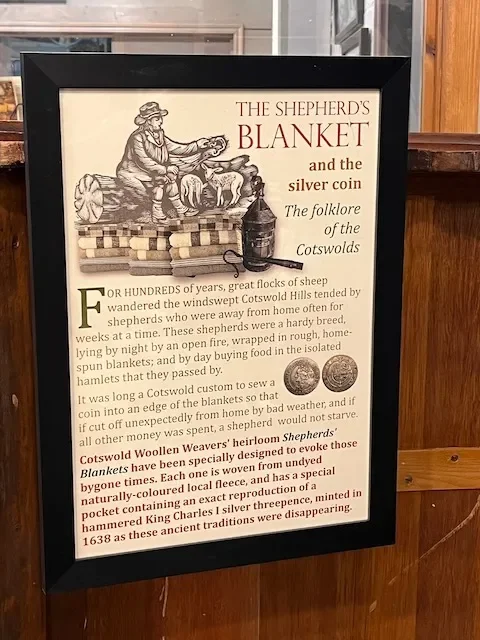 THE SHEPHERD'S
BLANKET
and the
silver coin
The folklore
of the
Cotswolds
FOR HUNDREDS of years, great flocks of sheep
wandered the windswept Cotswold Hills tended by
shepherds who were away from home often for
weeks at a time. These shepherds were a hardy breed,
lying by night by an open fire, wrapped in rough, home-
spun blankets; and by day buying food in the isolated
hamlets that they passed by.
It was long a Cotswold custom to sew a
coin into an edge of the blankets so that
if cut off unexpectedly from home by bad weather, and if
all other money was spent, a shepherd would not starve.
Cotswold Woollen Weavers' heirloom Shepherds'
Blankets have been specially designed to evoke those
bygone times. Each one is woven from undyed
naturally-coloured local fleece, and has a special
pocket containing an exact reproduction of a
hammered King Charles I silver threepence, minted in
1638 as these ancient traditions were disappearing.